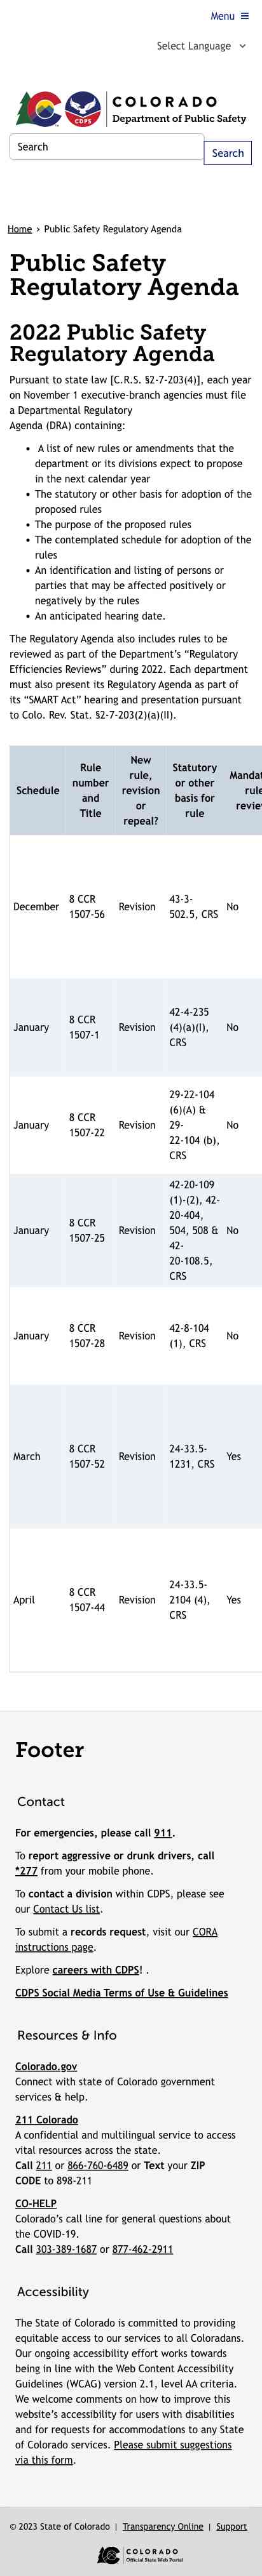 Menu ≡
Select Language
CDPS
COLORADO
Department of Public Safety
Search
Search
Home › Public Safety Regulatory Agenda
Public Safety
Regulatory Agenda
2022 Public Safety
Regulatory Agenda
Pursuant to state law [C.R.S. §2-7-203(4)], each year
on November 1 executive-branch agencies must file
a Departmental Regulatory
Agenda (DRA) containing:
• A list of new rules or amendments that the
department or its divisions expect to propose
in the next calendar year
• The statutory or other basis for adoption of the
proposed rules
• The purpose of the proposed rules
• The contemplated schedule for adoption of the
rules
• An identification and listing of persons or
parties that may be affected positively or
negatively by the rules
• An anticipated hearing date.
The Regulatory Agenda also includes rules to be
reviewed as part of the Department’s “Regulatory
Efficiencies Reviews” during 2022. Each department
must also present its Regulatory Agenda as part of
its “SMART Act” hearing and presentation pursuant
to Colo. Rev. Stat. §2-7-203(2)(a)(II).
Schedule
Rule
number
and
Title
New
rule,
revision
or
repeal?
Statutory
or other
basis for
rule
December
8 CCR
1507-56
Revision
43-3-
502.5, CRS
No
January
8 CCR
1507-1
Revision
42-4-235
(4)(a)(I),
CRS
No
January
8 CCR
1507-22
Revision
29-22-104
(6)(A) &
29-
22-104 (b),
CRS
No
January
8 CCR
1507-25
Revision
42-20-109
(1)-(2), 42-
20-404,
504, 508 &
42-
20-108.5,
CRS
No
January
8 CCR
1507-28
Revision
42-8-104
(1), CRS
No
March
8 CCR
1507-52
Revision
24-33.5-
1231, CRS
Yes
April
8 CCR
1507-44
Revision
24-33.5-
2104 (4),
CRS
Yes
Footer
Contact
For emergencies, please call 911.
To report aggressive or drunk drivers, call
*277 from your mobile phone.
To contact a division within CDPS, please see
our Contact Us list.
To submit a records request, visit our CORA
instructions page.
Explore careers with CDPS! .
CDPS Social Media Terms of Use & Guidelines
Resources & Info
Colorado.gov
Connect with state of Colorado government
services & help.
211 Colorado
A confidential and multilingual service to access
vital resources across the state.
Call 211 or 866-760-6489 or Text your ZIP
CODE to 898-211
CO-HELP
Colorado’s call line for general questions about
the COVID-19.
Call 303-389-1687 or 877-462-2911
Accessibility
The State of Colorado is committed to providing
equitable access to our services to all Coloradans.
Our ongoing accessibility effort works towards
being in line with the Web Content Accessibility
Guidelines (WCAG) version 2.1, level AA criteria.
We welcome comments on how to improve this
website’s accessibility for users with disabilities
and for requests for accommodations to any State
of Colorado services. Please submit suggestions
via this form.
© 2023 State of Colorado | Transparency Online | Support
COLORADO
Official State Web Portal